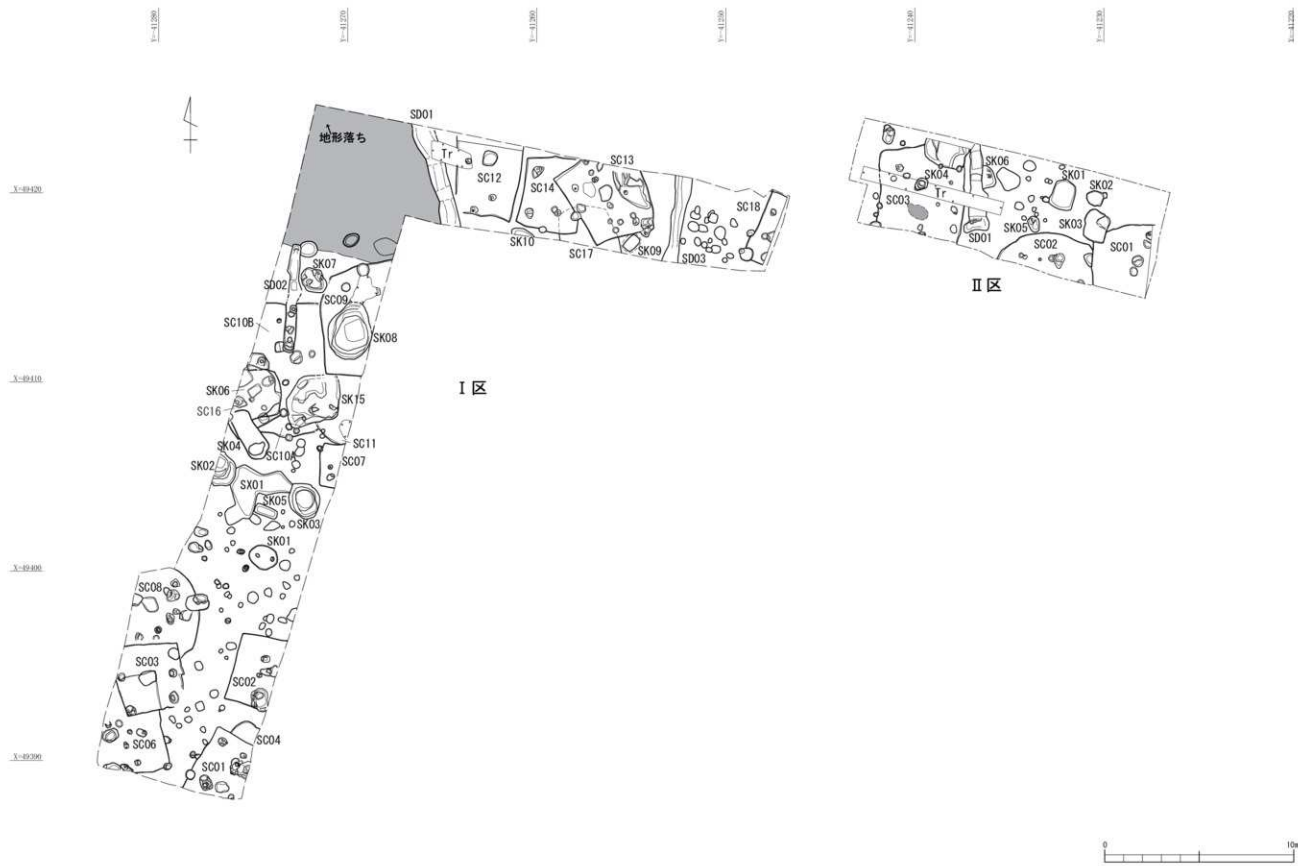 Y=-41280
Y=-41270
Y=-41260
Y=-41250
Y=-41240
Y=-41230
Y=-41220
X=49420
X=49410
X=49400
X=49390
地形落ち
SD01
Tr
SC12
SC14
SC13
SC18
SK10
SC17
SK09
SD03
SK07
SD02
SC09
SC10B
SK08
SK06
SC16
SK15
SK04
SC10A
SC11
SC07
SK02
SX01
SK05
SK03
SK01
SC08
SC03
SC02
SC06
SC04
SC01
Ⅰ区
SK04
SK06
SK01
SK02
Tr
SC03
SK05
SK03
SD01
SC02
SC01
Ⅱ区
0
10m